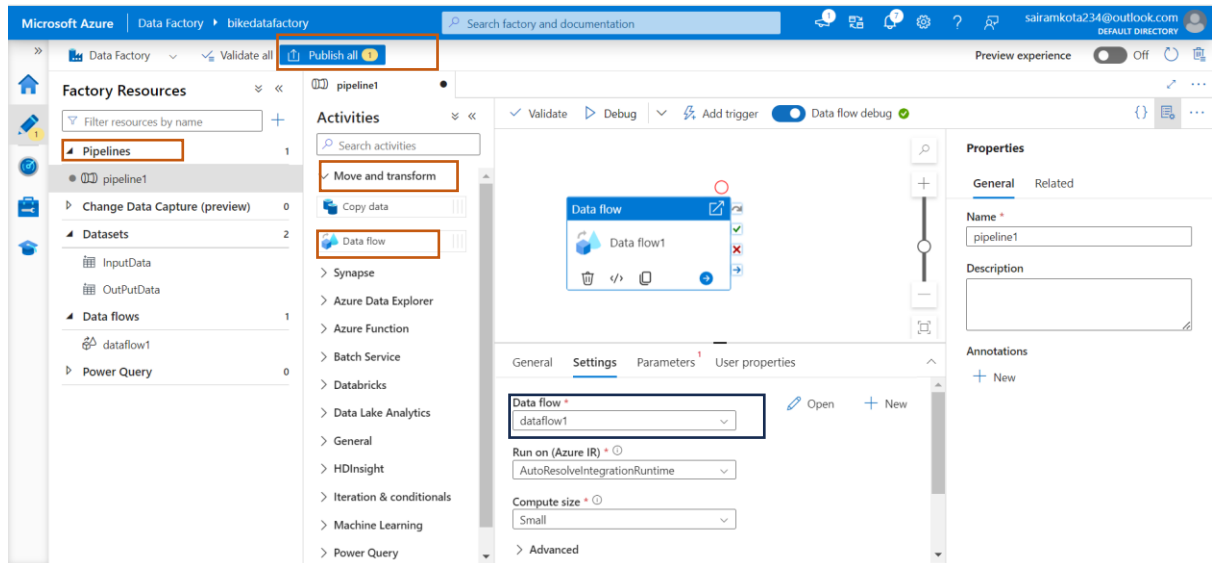 Microsoft Azure Data Factory bikedatafactory Search factory and documentation 1 7 sairamkota234@outlook.com
DEFAULT DIRECTORY
Data Factory Validate all Publish all 1 Preview experience Off
Factory Resources
Filter resources by name
1
Pipelines 1
pipeline1
Change Data Capture (preview) 0
Datasets 2
InputData
OutPutData
Data flows 1
dataflow1
Power Query 0
pipeline1
Activities
Search activities
Move and transform
Copy data
Data flow
Synapse
Azure Data Explorer
Azure Function
Batch Service
Databricks
Data Lake Analytics
General
HDInsight
Iteration & conditionals
Machine Learning
Power Query
Validate Debug Add trigger Data flow debug
Data flow
Data flow1
General Settings Parameters 1 User properties
Data flow *
dataflow1
Open New
Run on (Azure IR) *
AutoResolveIntegrationRuntime
Compute size *
Small
Advanced
Properties
General Related
Name *
pipeline1
Description
Annotations
New